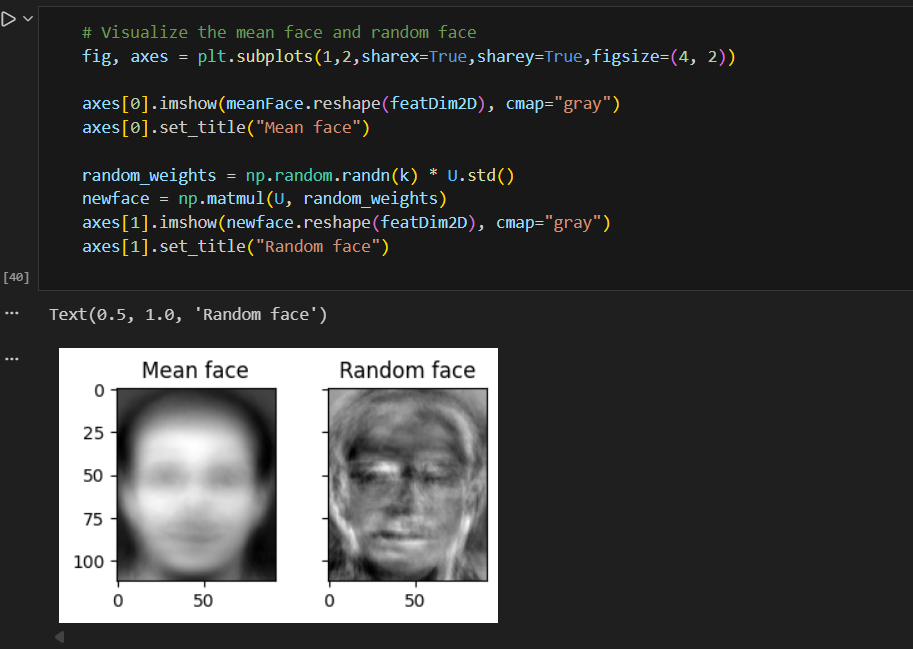 # Visualize the mean face and random face
fig, axes = plt.subplots(1,2,sharex=True,sharey=True,figsize=(4, 2))
axes[0].imshow(meanFace.reshape(featDim2D), cmap="gray")
axes[0].set_title("Mean face")
random_weights = np.random.randn(k) * U.std()
newface = np.matmul(U, random_weights)
axes[1].imshow(newface.reshape(featDim2D), cmap="gray")
axes[1].set_title("Random face")
[40]
... Text(0.5, 1.0, 'Random face')
...
Mean face Random face
0
25
50
75
100
0 50 0 50